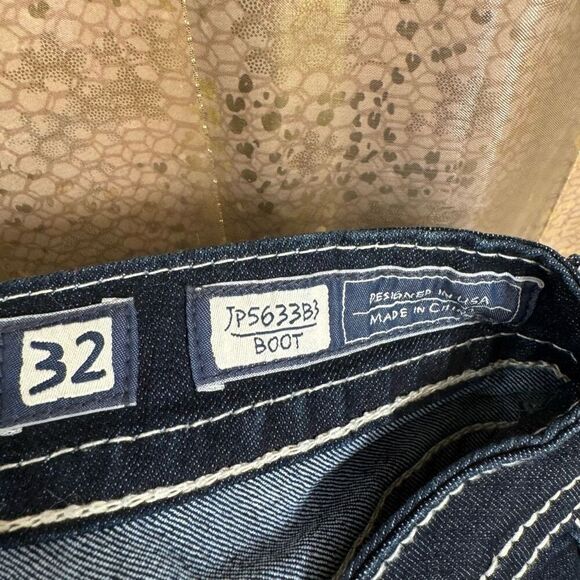 32
JP5633B3
BOOT
DESIGNED IN USA
MADE IN CHINA